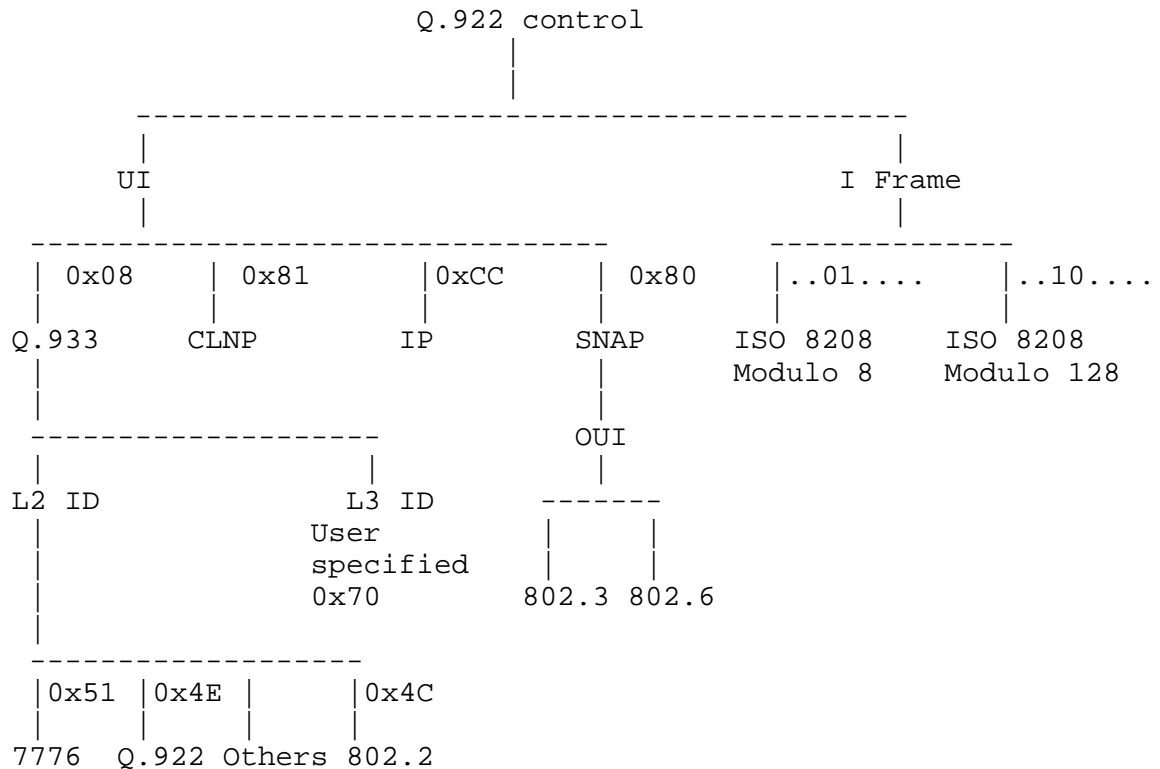 Q.922 control
UI I Frame
0x08 0x81 0xCC 0x80 ..01.... ..10....
Q.933 CLNP IP SNAP ISO 8208 ISO 8208
Modulo 8 Modulo 128
OUI
L2 ID L3 ID
User
specified
0x70 802.3 802.6
0x51 0x4E 0x4C
7776 Q.922 Others 802.2